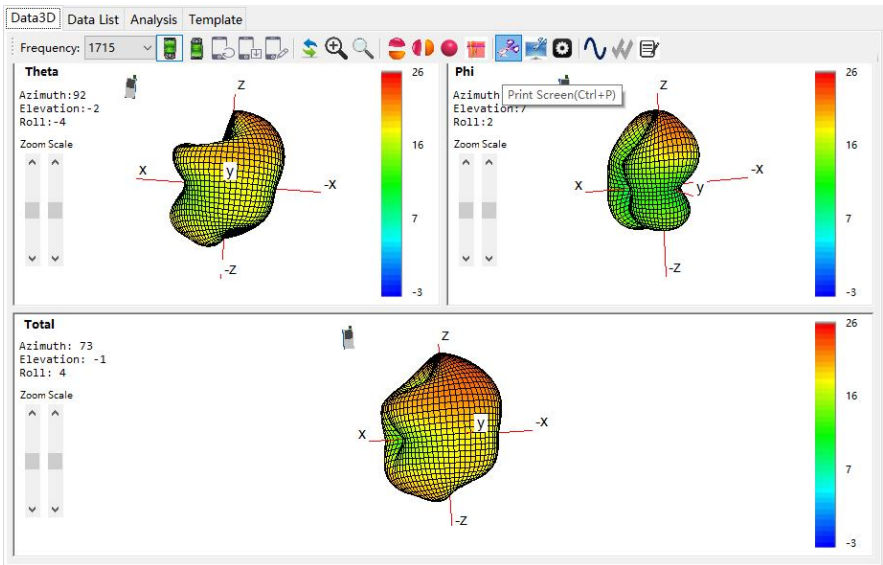 Data3D Data List Analysis Template
Frequency: 1715
Theta
Azimuth:92
Elevation:-2
Roll:-4
Zoom Scale
Z
X
y
-X
-Z
26
16
7
-3
Phi
Azimuth
Print Screen(Ctrl+P)
Roll:2
Zoom Scale
Z
X
y
-X
-Z
26
16
7
-3
Total
Azimuth: 73
Elevation: -1
Roll: 4
Zoom Scale
Z
X
y
-X
-Z
26
16
7
-3